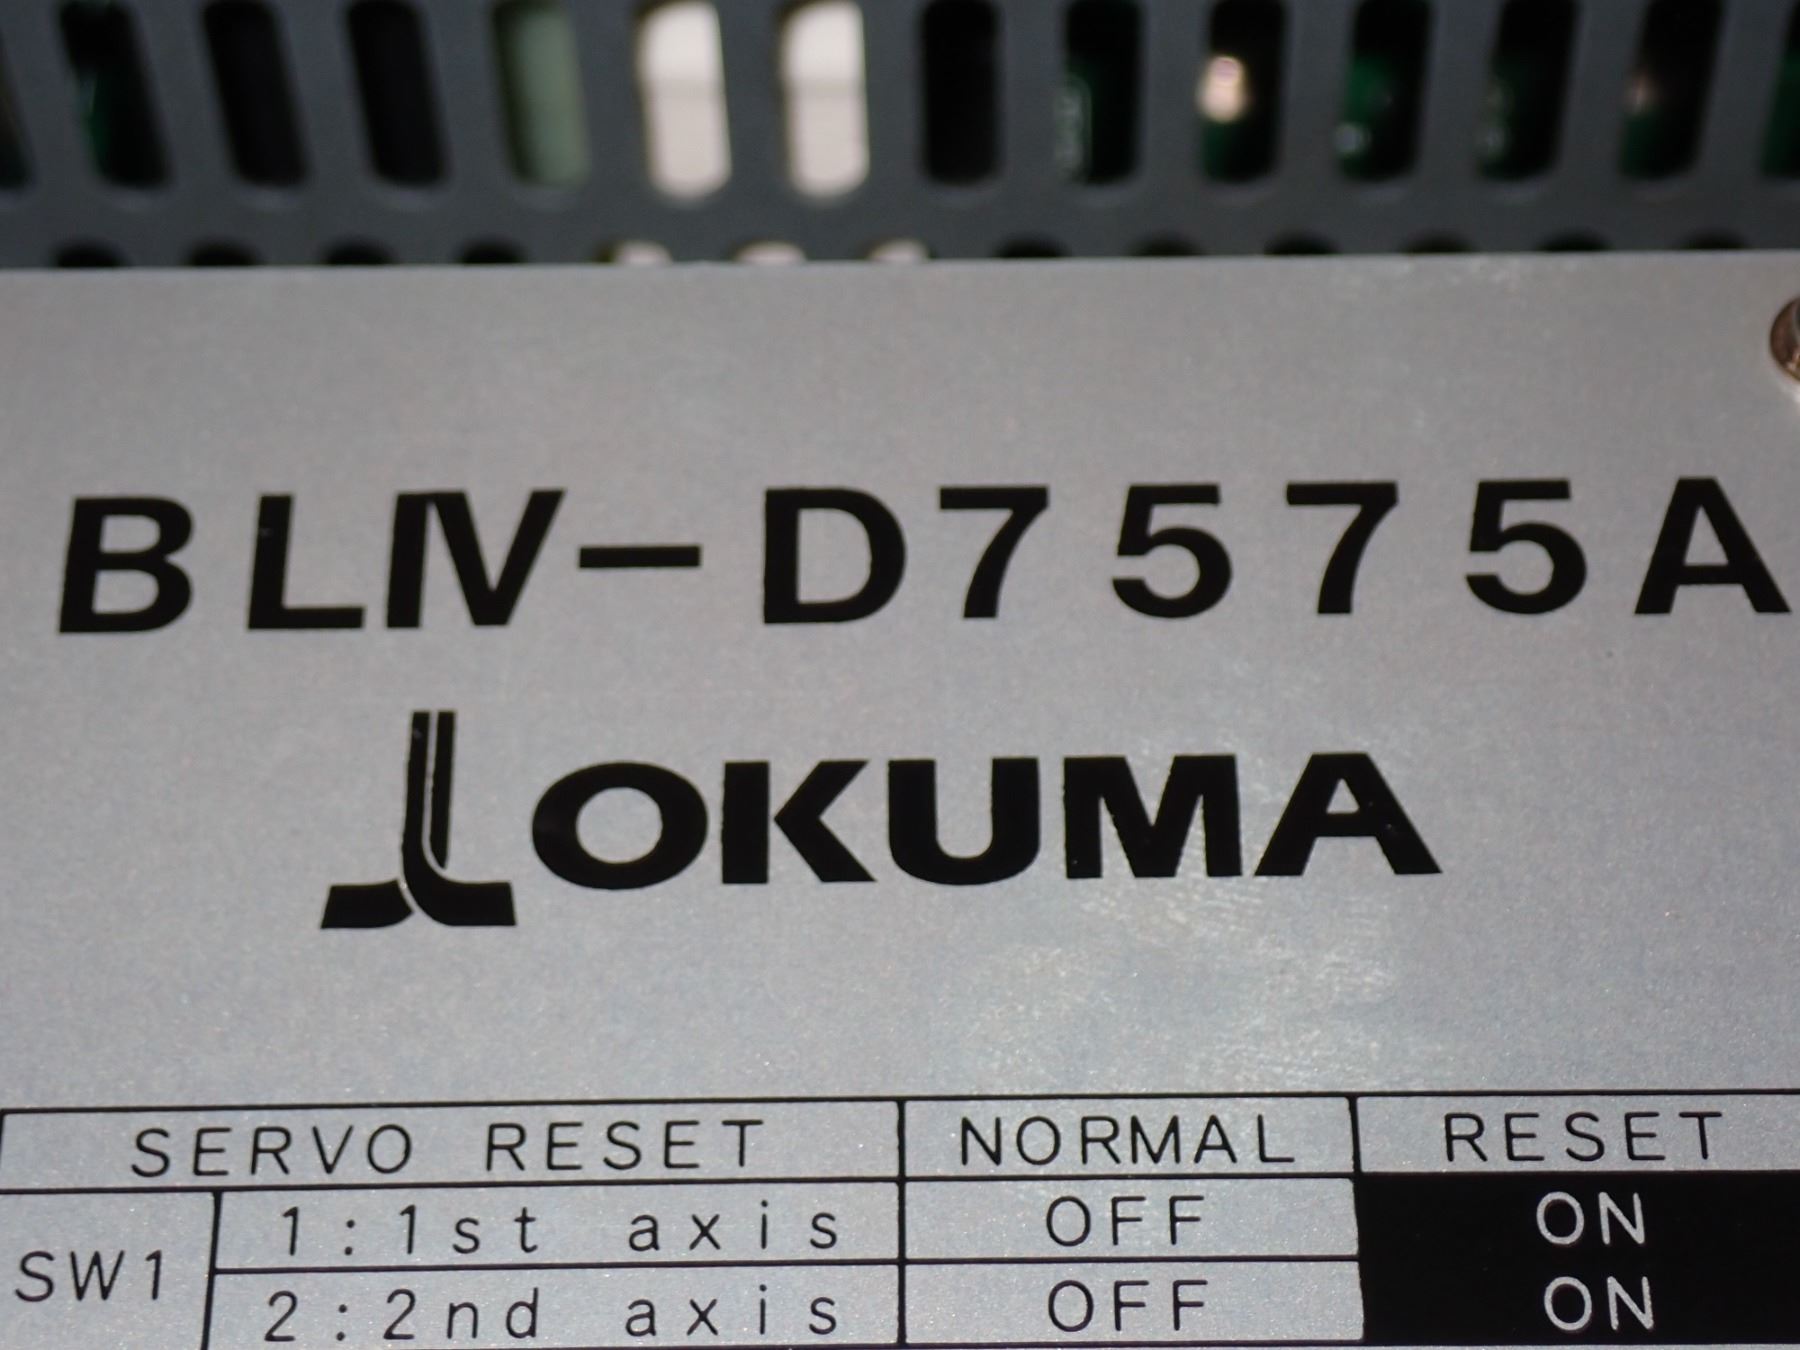 BLIV-D7575A
OKUMA
SERVO RESET NORMAL RESET
SW1 1:1st axis OFF ON
2:2nd axis OFF ON